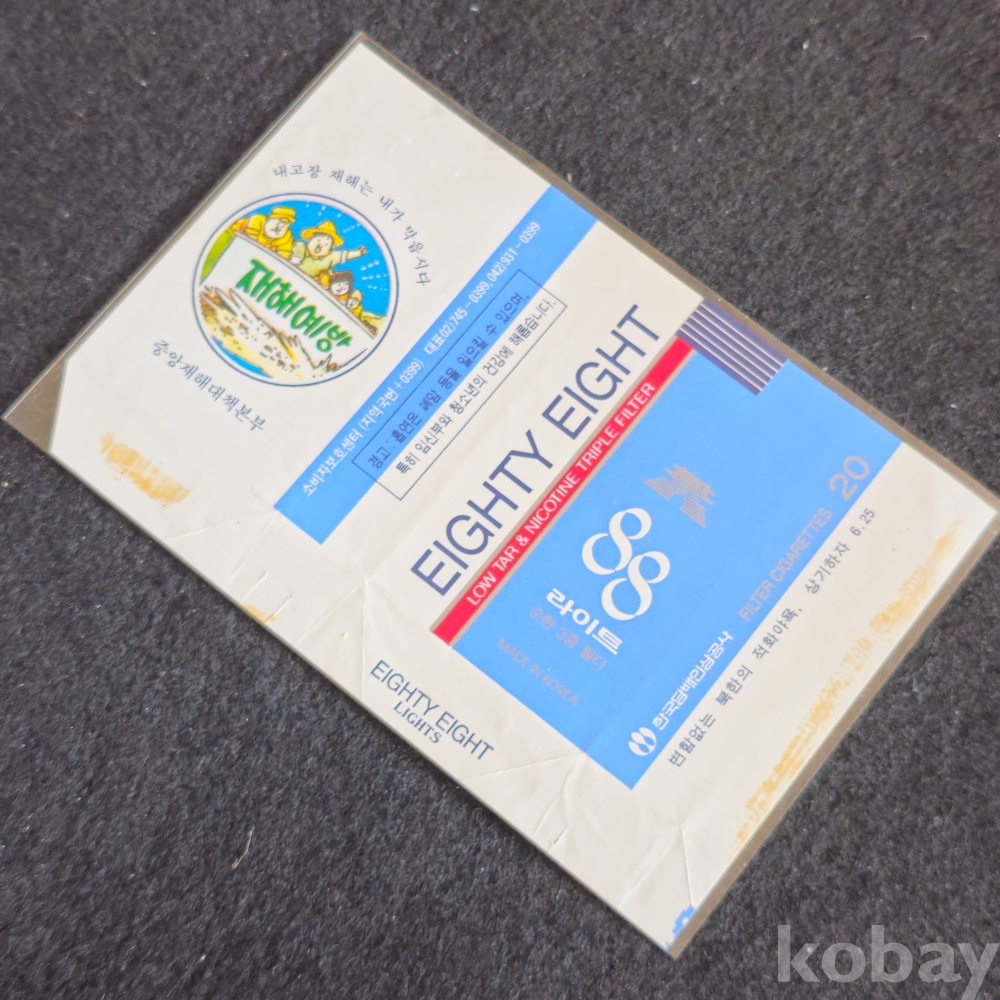 내고장 재해는 내가 막읍시다
재해예방
중앙재해대책본부
소비자보호센터 (지역국번+0399) 대표02)745-0399, 042)931-0399
경고: 흡연은 폐암 등을 일으킬 수 있으며,
특히 임신부와 청소년의 건강에 해롭습니다.
EIGHTY EIGHT
LOW TAR & NICOTINE TRIPLE FILTER
88
라이트
순한 3중 필터
MADE IN KOREA
FILTER CIGARETTES 20
한국담배인삼공사
변함없는 북한의 적화야욕, 상기하자 6.25
EIGHTY EIGHT
LIGHTS
kobay